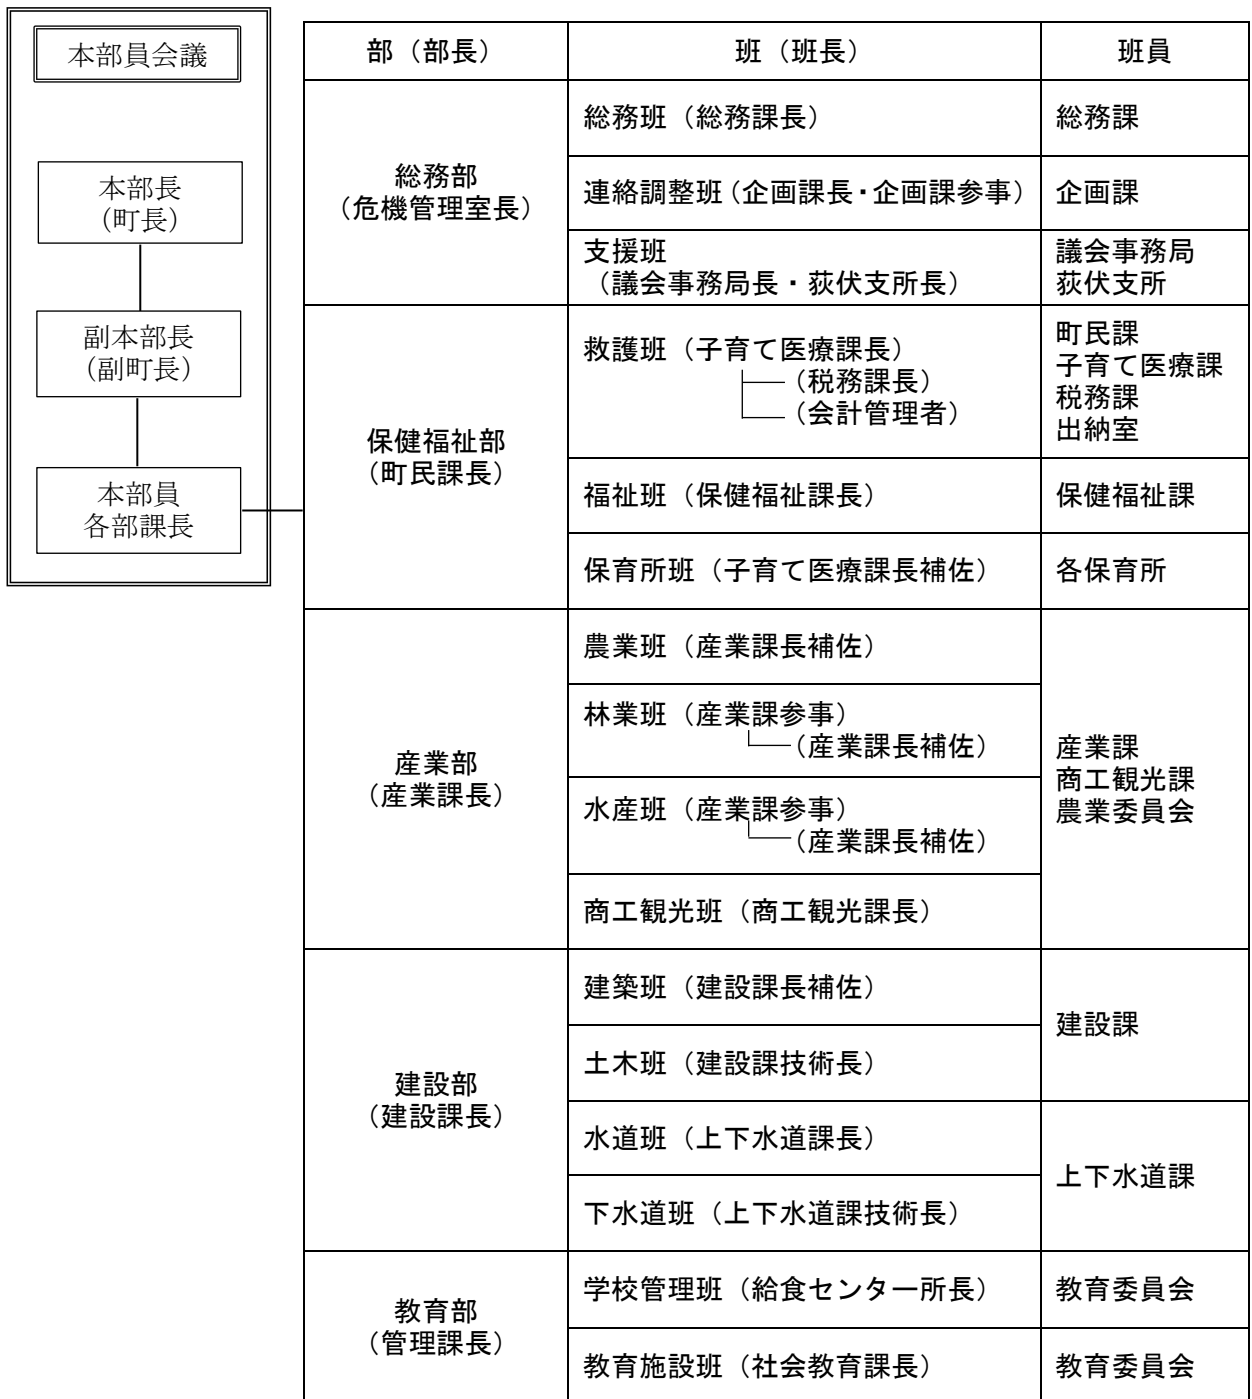 本部員会議
本部長
(町長)
副本部長
(副町長)
本部員
各部課長
部（部長）
班（班長）
班員
総務部
（危機管理室長）
総務班（総務課長）
総務課
連絡調整班（企画課長・企画課参事）
企画課
支援班
（議会事務局長・荻伏支所長）
議会事務局
荻伏支所
保健福祉部
（町民課長）
救護班（子育て医療課長）
（税務課長）
（会計管理者）
町民課
子育て医療課
税務課
出納室
福祉班（保健福祉課長）
保健福祉課
保育所班（子育て医療課長補佐）
各保育所
産業部
（産業課長）
農業班（産業課長補佐）
林業班（産業課参事）
（産業課長補佐）
水産班（産業課参事）
（産業課長補佐）
商工観光班（商工観光課長）
産業課
商工観光課
農業委員会
建設部
（建設課長）
建築班（建設課長補佐）
土木班（建設課技術長）
建設課
水道班（上下水道課長）
下水道班（上下水道課技術長）
上下水道課
教育部
（管理課長）
学校管理班（給食センター所長）
教育委員会
教育施設班（社会教育課長）
教育委員会